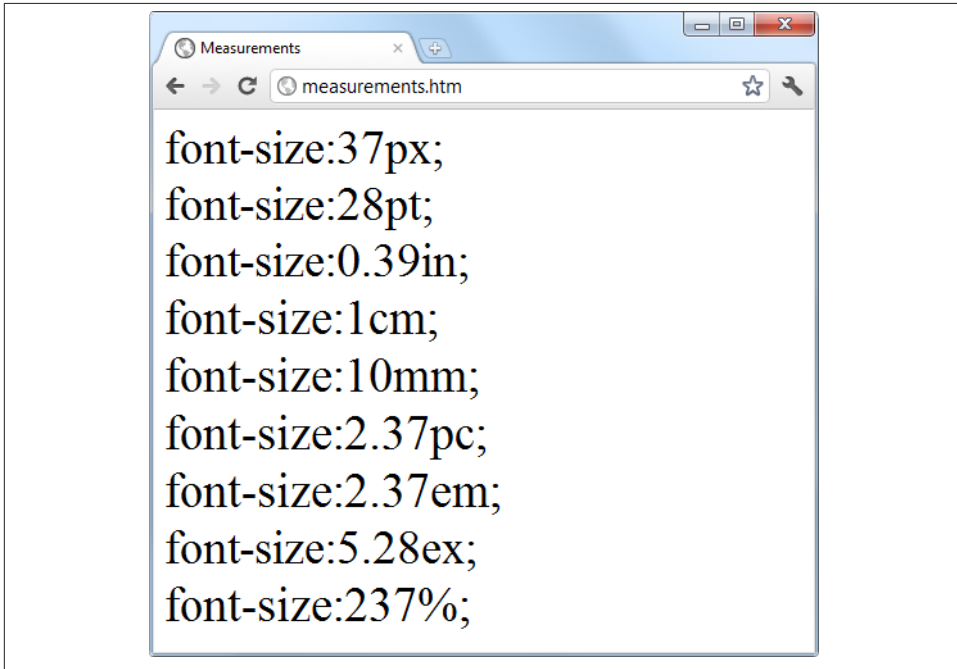 Measurements
measurements.htm
font-size:37px;
font-size:28pt;
font-size:0.39in;
font-size:1cm;
font-size:10mm;
font-size:2.37pc;
font-size:2.37em;
font-size:5.28ex;
font-size:237%;